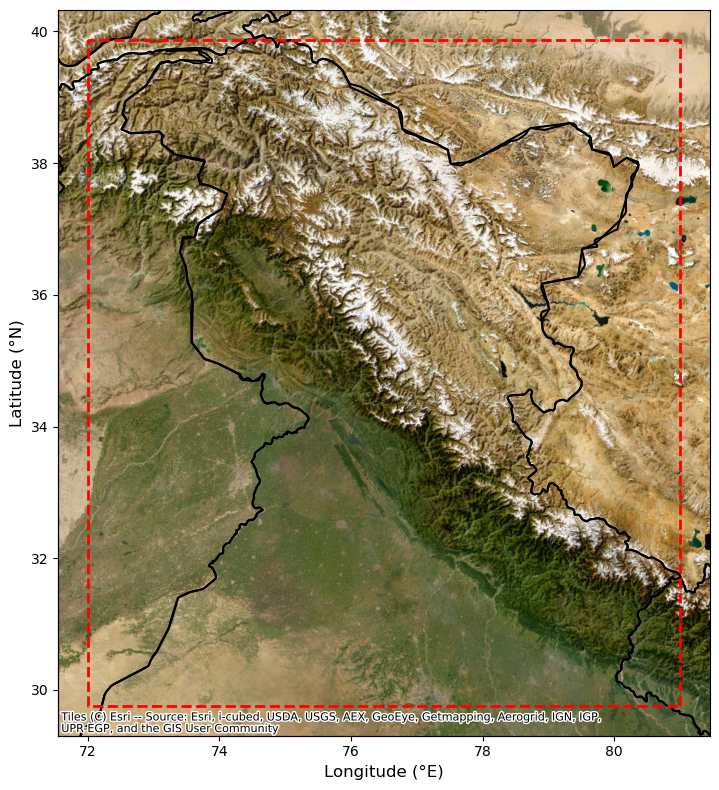 40
38
36
34
32
30
Latitude (°N)
Tiles (C) Esri -- Source: Esri, i-cubed, USDA, USGS, AEX, GeoEye, Getmapping, Aerogrid, IGN, IGP,
UPR-EGP, and the GIS User Community
72 74 76 78 80
Longitude (°E)